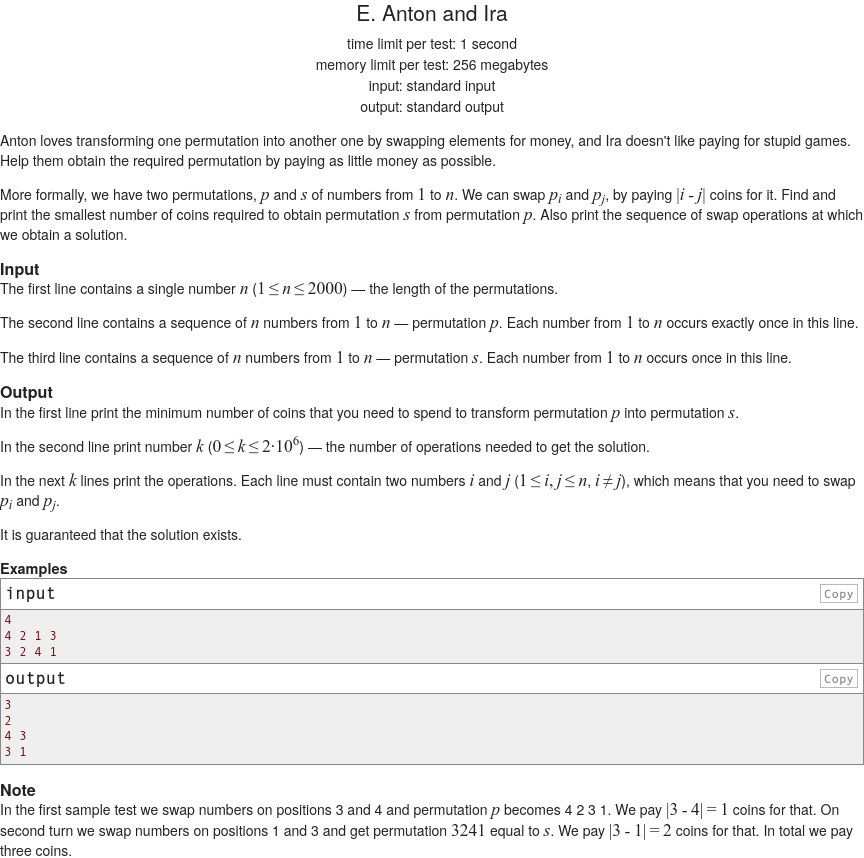 E. Anton and Ira
time limit per test: 1 second
memory limit per test: 256 megabytes
input: standard input
output: standard output
Anton loves transforming one permutation into another one by swapping elements for money, and Ira doesn't like paying for stupid games.
Help them obtain the required permutation by paying as little money as possible.
More formally, we have two permutations, p and s of numbers from 1 to n. We can swap pi and pj, by paying |i - j| coins for it. Find and
print the smallest number of coins required to obtain permutation s from permutation p. Also print the sequence of swap operations at which
we obtain a solution.
Input
The first line contains a single number n (1 ≤ n ≤ 2000) — the length of the permutations.
The second line contains a sequence of n numbers from 1 to n — permutation p. Each number from 1 to n occurs exactly once in this line.
The third line contains a sequence of n numbers from 1 to n — permutation s. Each number from 1 to n occurs once in this line.
Output
In the first line print the minimum number of coins that you need to spend to transform permutation p into permutation s.
In the second line print number k (0 ≤ k ≤ 2·10^6) — the number of operations needed to get the solution.
In the next k lines print the operations. Each line must contain two numbers i and j (1 ≤ i, j ≤ n, i ≠ j), which means that you need to swap
pi and pj.
It is guaranteed that the solution exists.
Examples
input
Copy
4
4 2 1 3
3 2 4 1
output
Copy
3
2
4 3
3 1
Note
In the first sample test we swap numbers on positions 3 and 4 and permutation p becomes 4 2 3 1. We pay |3 - 4| = 1 coins for that. On
second turn we swap numbers on positions 1 and 3 and get permutation 3241 equal to s. We pay |3 - 1| = 2 coins for that. In total we pay
three coins.